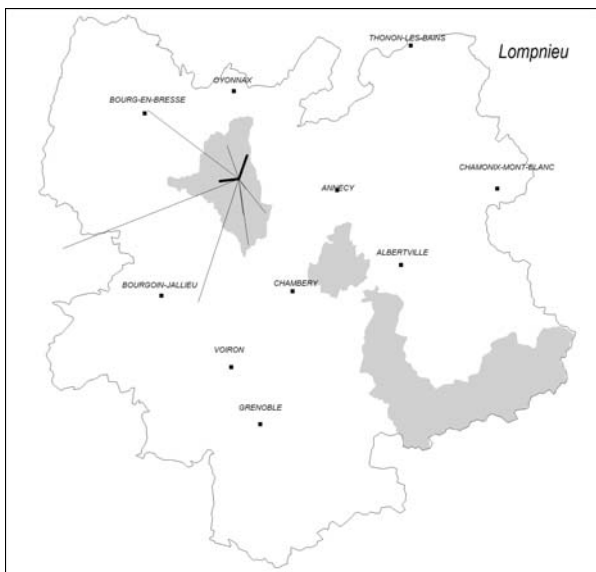 THONON-LES-BAINS
Lompnieu
OYONNAX
BOURG-EN-BRESSE
CHAMONIX-MONT-BLANC
ANNECY
ALBERTVILLE
BOURGOIN-JALLIEU
CHAMBERY
VOIRON
GRENOBLE